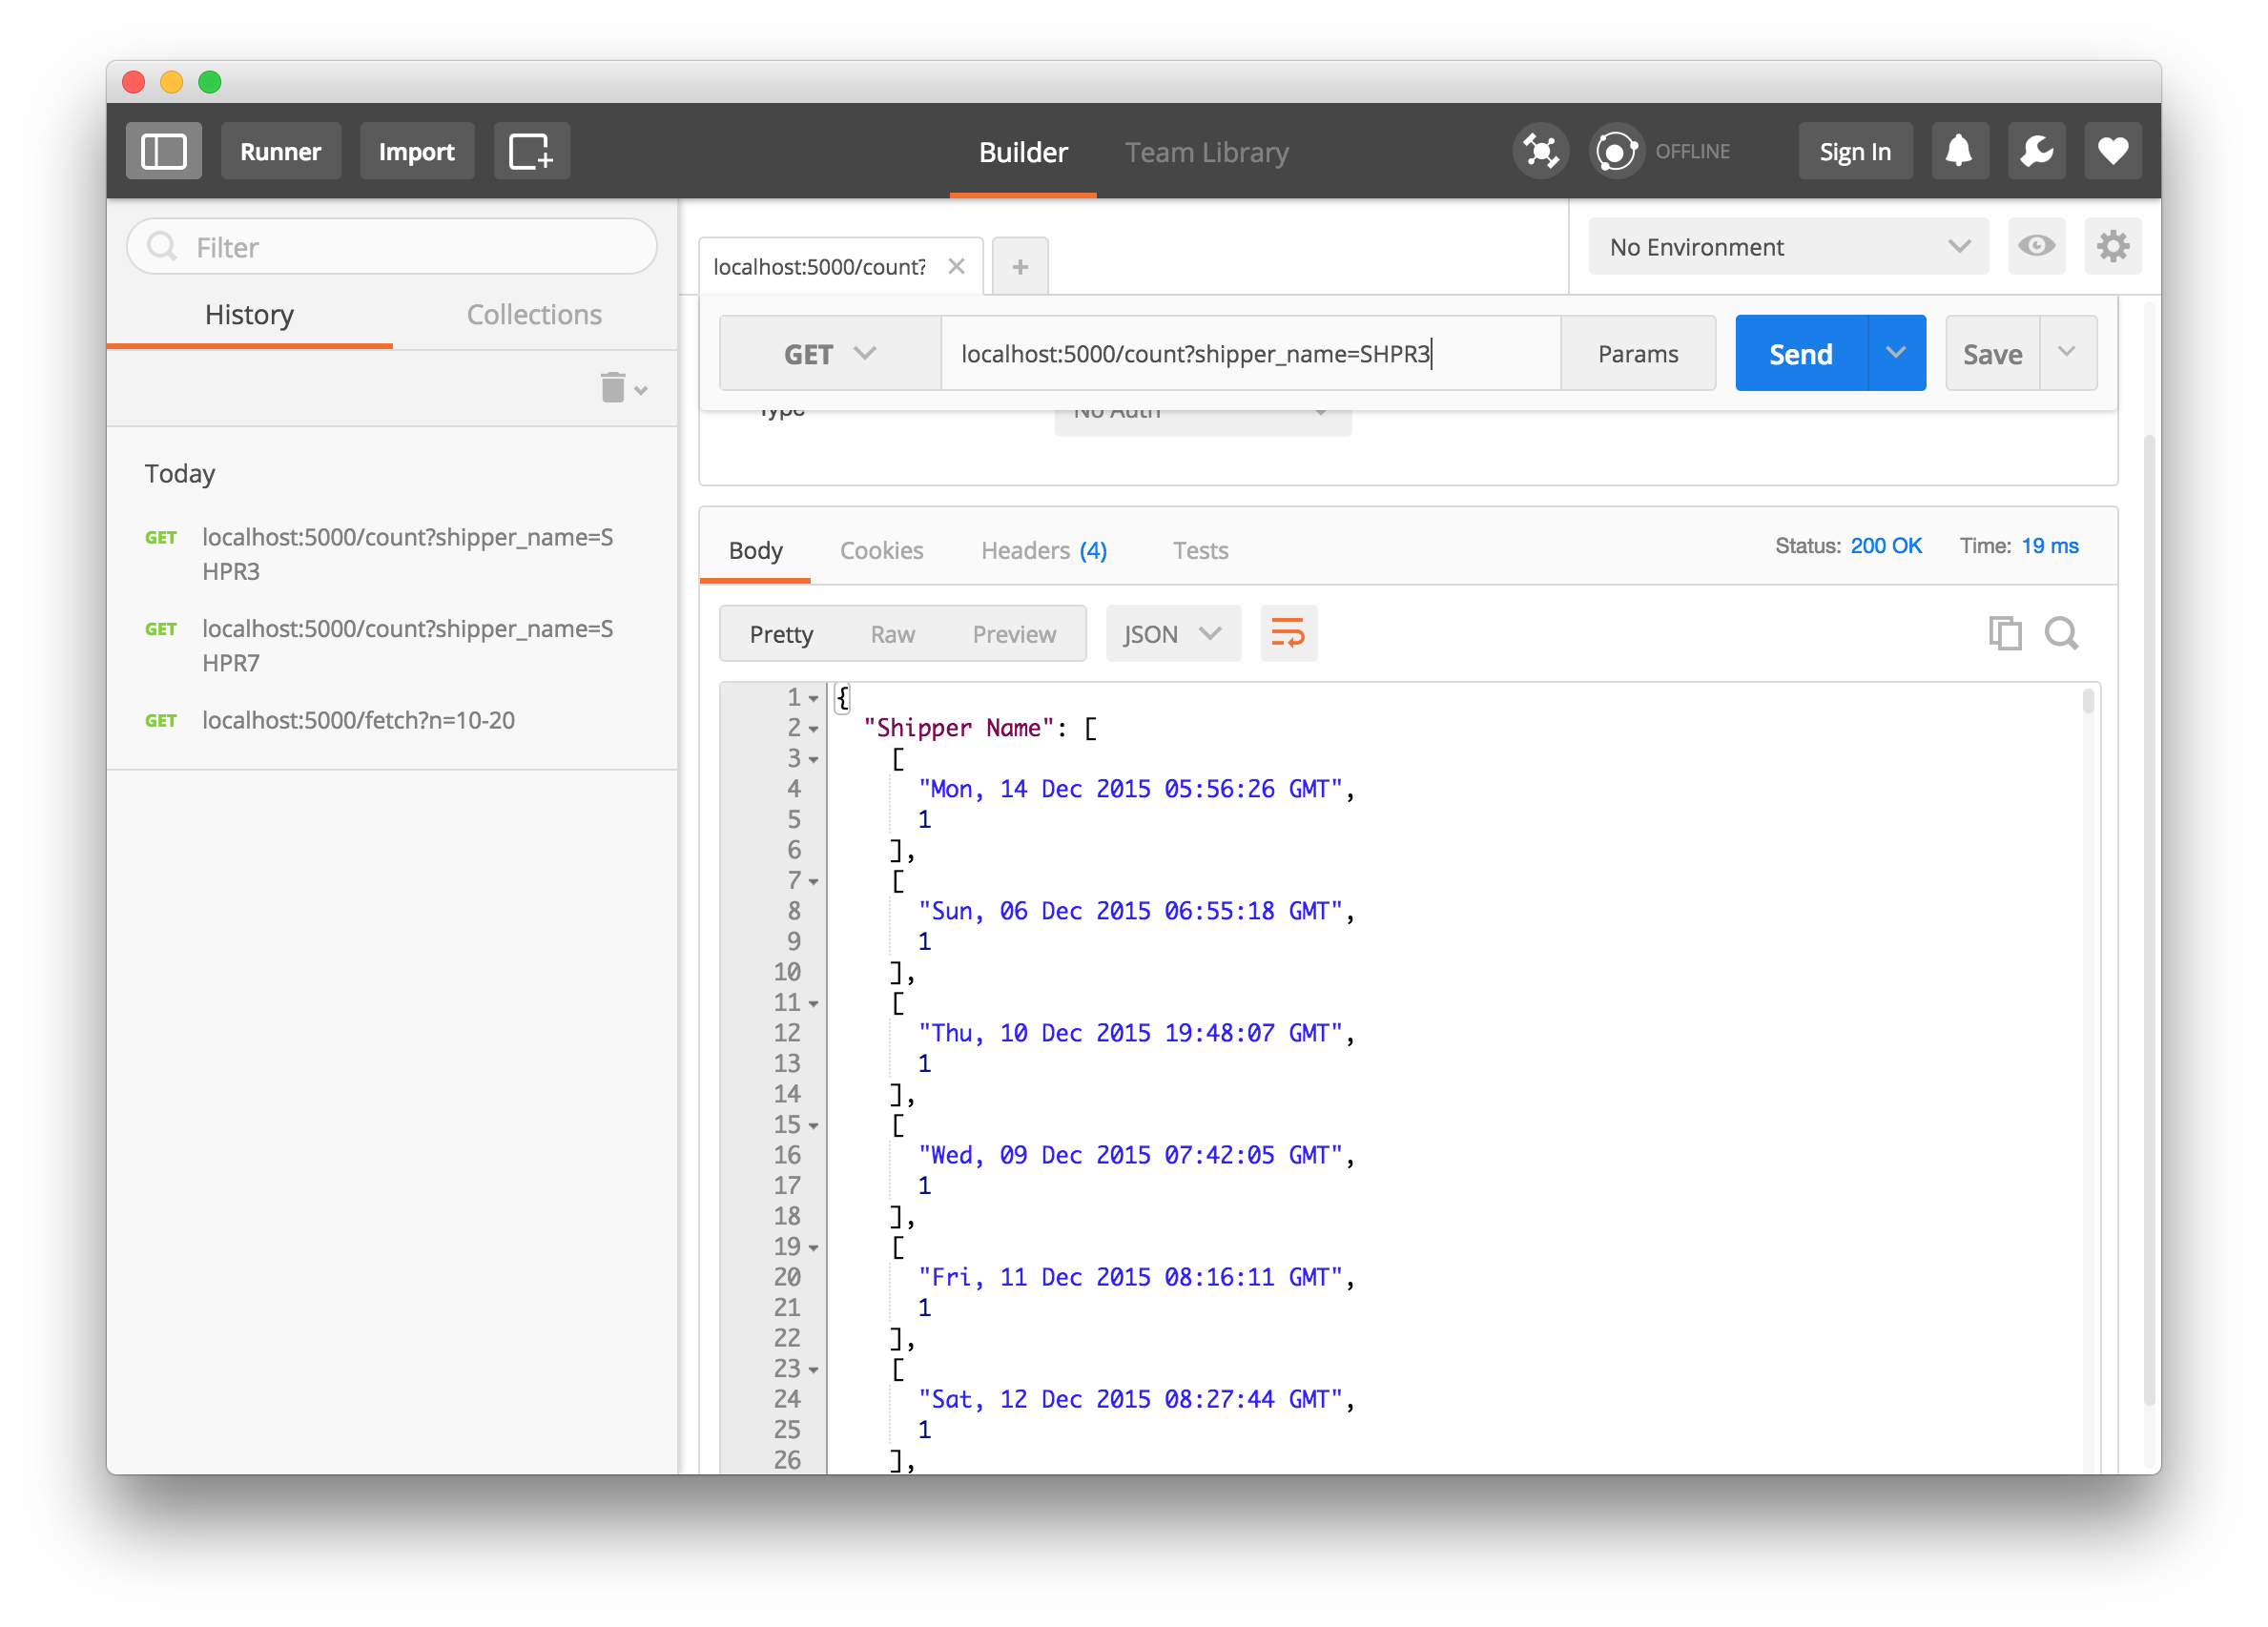 Runner
Import
Builder
Team Library
OFFLINE
Sign In
Filter
History
Collections
Today
GET localhost:5000/count?shipper_name=S
HPR3
GET localhost:5000/count?shipper_name=S
HPR7
GET localhost:5000/fetch?n=10-20
localhost:5000/count?
+
No Environment
GET
localhost:5000/count?shipper_name=SHPR3
Params
Send
Save
Type
No Auth
Body
Cookies
Headers (4)
Tests
Status: 200 OK
Time: 19 ms
Pretty
Raw
Preview
JSON
1 {
2 "Shipper Name": [
3 [
4 "Mon, 14 Dec 2015 05:56:26 GMT",
5 1
6 ],
7 [
8 "Sun, 06 Dec 2015 06:55:18 GMT",
9 1
10 ],
11 [
12 "Thu, 10 Dec 2015 19:48:07 GMT",
13 1
14 ],
15 [
16 "Wed, 09 Dec 2015 07:42:05 GMT",
17 1
18 ],
19 [
20 "Fri, 11 Dec 2015 08:16:11 GMT",
21 1
22 ],
23 [
24 "Sat, 12 Dec 2015 08:27:44 GMT",
25 1
26 ],